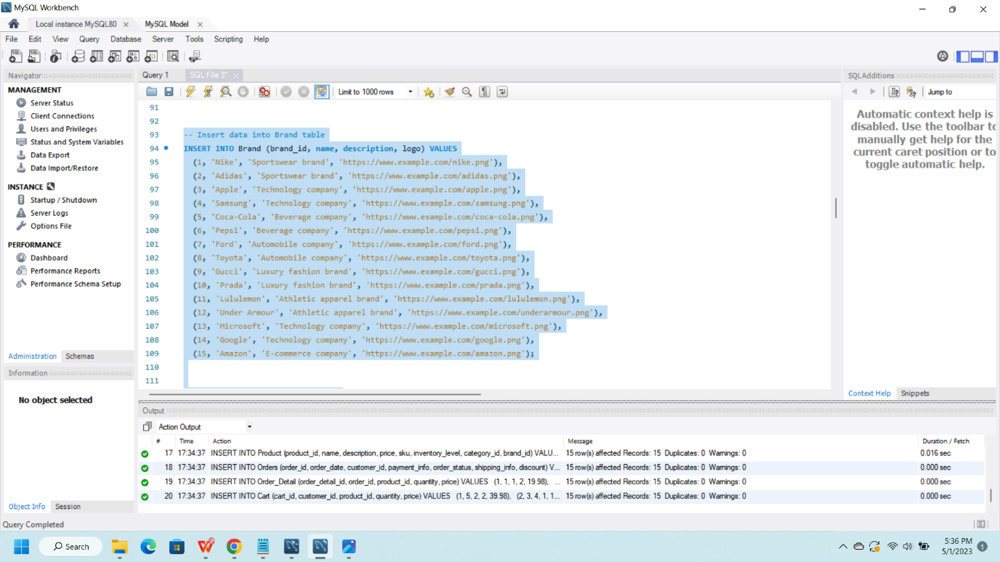 MySQL Workbench
Local instance MySQL80
MySQL Model
File Edit View Query Database Server Tools Scripting Help
Navigator
MANAGEMENT
Server Status
Client Connections
Users and Privileges
Status and System Variables
Data Export
Data Import/Restore
INSTANCE
Startup / Shutdown
Server Logs
Options File
PERFORMANCE
Dashboard
Performance Reports
Performance Schema Setup
Administration Schemas
Information
No object selected
Object Info Session
Query 1 SQL File 3*
Limit to 1000 rows
91
92
93 -- Insert data into Brand table
94 INSERT INTO Brand (brand_id, name, description, logo) VALUES
95 (1, 'Nike', 'Sportswear brand', 'https://www.example.com/nike.png'),
96 (2, 'Adidas', 'Sportswear brand', 'https://www.example.com/adidas.png'),
97 (3, 'Apple', 'Technology company', 'https://www.example.com/apple.png'),
98 (4, 'Samsung', 'Technology company', 'https://www.example.com/samsung.png'),
99 (5, 'Coca-Cola', 'Beverage company', 'https://www.example.com/coca-cola.png'),
100 (6, 'Pepsi', 'Beverage company', 'https://www.example.com/pepsi.png'),
101 (7, 'Ford', 'Automobile company', 'https://www.example.com/ford.png'),
102 (8, 'Toyota', 'Automobile company', 'https://www.example.com/toyota.png'),
103 (9, 'Gucci', 'Luxury fashion brand', 'https://www.example.com/gucci.png'),
104 (10, 'Prada', 'Luxury fashion brand', 'https://www.example.com/prada.png'),
105 (11, 'Lululemon', 'Athletic apparel brand', 'https://www.example.com/lululemon.png'),
106 (12, 'Under Armour', 'Athletic apparel brand', 'https://www.example.com/underarmour.png'),
107 (13, 'Microsoft', 'Technology company', 'https://www.example.com/microsoft.png'),
108 (14, 'Google', 'Technology company', 'https://www.example.com/google.png'),
109 (15, 'Amazon', 'E-commerce company', 'https://www.example.com/amazon.png');
110
111
SQLAdditions
Jump to
Automatic context help is
disabled. Use the toolbar to
manually get help for the
current caret position or to
toggle automatic help.
Context Help Snippets
Output
Action Output
# Time Action Message Duration / Fetch
17 17:34:37 INSERT INTO Product (product_id, name, description, price, sku, inventory_level, category_id, brand_id) VALU... 15 row(s) affected Records: 15 Duplicates: 0 Warnings: 0 0.016 sec
18 17:34:37 INSERT INTO Orders (order_id, order_date, customer_id, payment_info, order_status, shipping_info, discount) V... 15 row(s) affected Records: 15 Duplicates: 0 Warnings: 0 0.000 sec
19 17:34:37 INSERT INTO Order_Detail (order_detail_id, order_id, product_id, quantity, price) VALUES (1, 1, 1, 2, 19.98), ... 15 row(s) affected Records: 15 Duplicates: 0 Warnings: 0 0.000 sec
20 17:34:37 INSERT INTO Cart (cart_id, customer_id, product_id, quantity, price) VALUES (1, 5, 2, 2, 39.98), (2, 3, 4, 1, 1... 15 row(s) affected Records: 15 Duplicates: 0 Warnings: 0 0.000 sec
Query Completed
Search
5:36 PM
5/1/2023
1